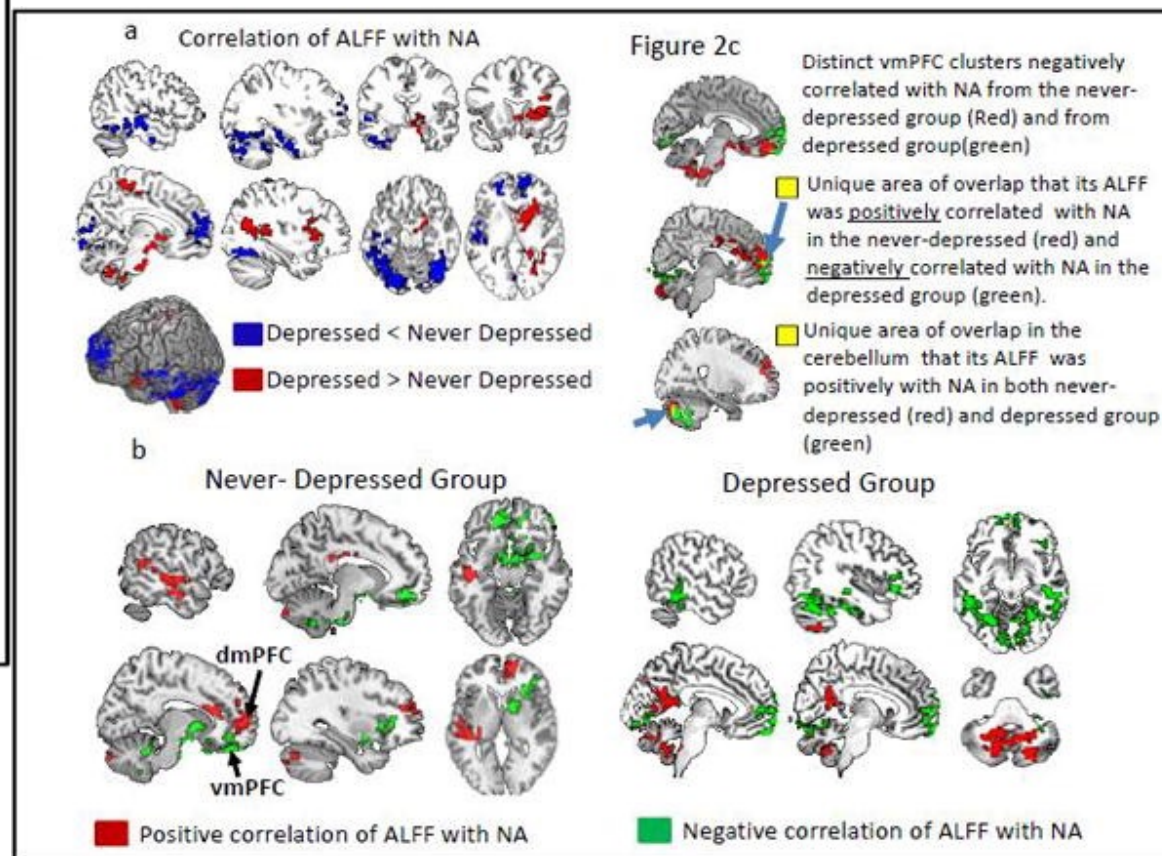 a
Correlation of ALFF with NA
Depressed < Never Depressed
Depressed > Never Depressed
Figure 2c
Distinct vmPFC clusters negatively
correlated with NA from the never-
depressed group (Red) and from
depressed group(green)
Unique area of overlap that its ALFF
was positively correlated with NA
in the never-depressed (red) and
negatively correlated with NA in the
depressed group (green).
Unique area of overlap in the
cerebellum that its ALFF was
positively with NA in both never-
depressed (red) and depressed group
(green)
b
Never- Depressed Group
dmPFC
vmPFC
Depressed Group
Positive correlation of ALFF with NA
Negative correlation of ALFF with NA